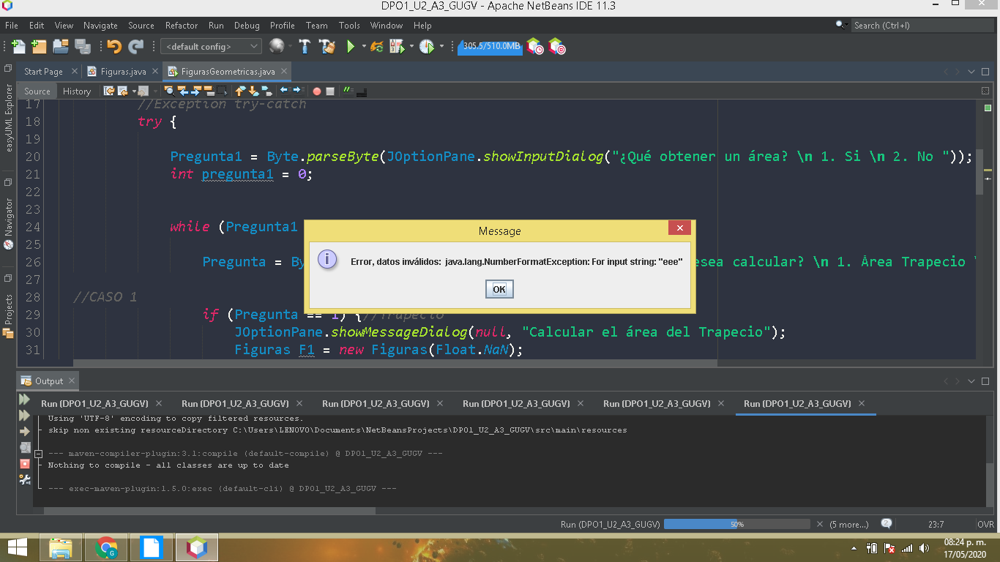 DPO1_U2_A3_GUGV - Apache NetBeans IDE 11.3
File Edit View Navigate Source Refactor Run Debug Profile Team Tools Window Help
Search (Ctrl+I)
<default config>
305.5/510.0MB
Start Page Figuras.java FigurasGeometricas.java
easyUML Explorer
Navigator
Projects
Source History
17 //Exception try-catch
18 try {
19
20 Pregunta1 = Byte.parseByte(JOptionPane.showInputDialog("¿Qué obtener un área? \n 1. Si \n 2. No "));
21 int pregunta1 = 0;
22
23
24 while (Pregunta1
25
26 Pregunta = By esea calcular? \n 1. Área Trapecio \
27
28 //CASO 1
29 if (Pregunta == 1) {//Trapecio
30 JOptionPane.showMessageDialog(null, "Calcular el área del Trapecio");
31 Figuras F1 = new Figuras(Float.NaN);
Message
Error, datos inválidos: java.lang.NumberFormatException: For input string: "eee"
OK
Output
Run (DPO1_U2_A3_GUGV) Run (DPO1_U2_A3_GUGV) Run (DPO1_U2_A3_GUGV) Run (DPO1_U2_A3_GUGV) Run (DPO1_U2_A3_GUGV) Run (DPO1_U2_A3_GUGV)
Using 'UTF-8' encoding to copy filtered resources.
skip non existing resourceDirectory C:\Users\LENOVO\Documents\NetBeansProjects\DPO1_U2_A3_GUGV\src\main\resources
--- maven-compiler-plugin:3.1:compile (default-compile) @ DPO1_U2_A3_GUGV ---
Nothing to compile - all classes are up to date
--- exec-maven-plugin:1.5.0:exec (default-cli) @ DPO1_U2_A3_GUGV ---
Run (DPO1_U2_A3_GUGV) 50% (5 more...) 2 23:7 OVR
08:24 p. m.
17/05/2020